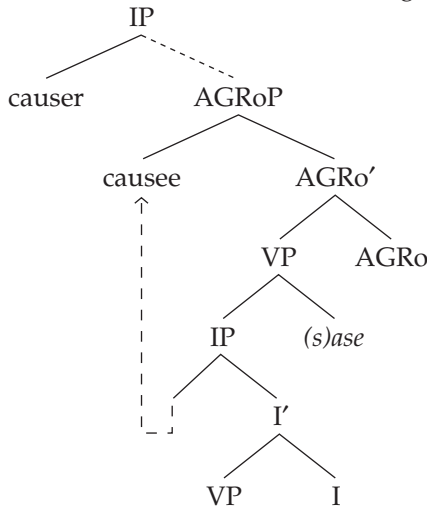 IP
causer AGRoP
causee AGRo′
VP AGRo
IP (s)ase
I′
VP I